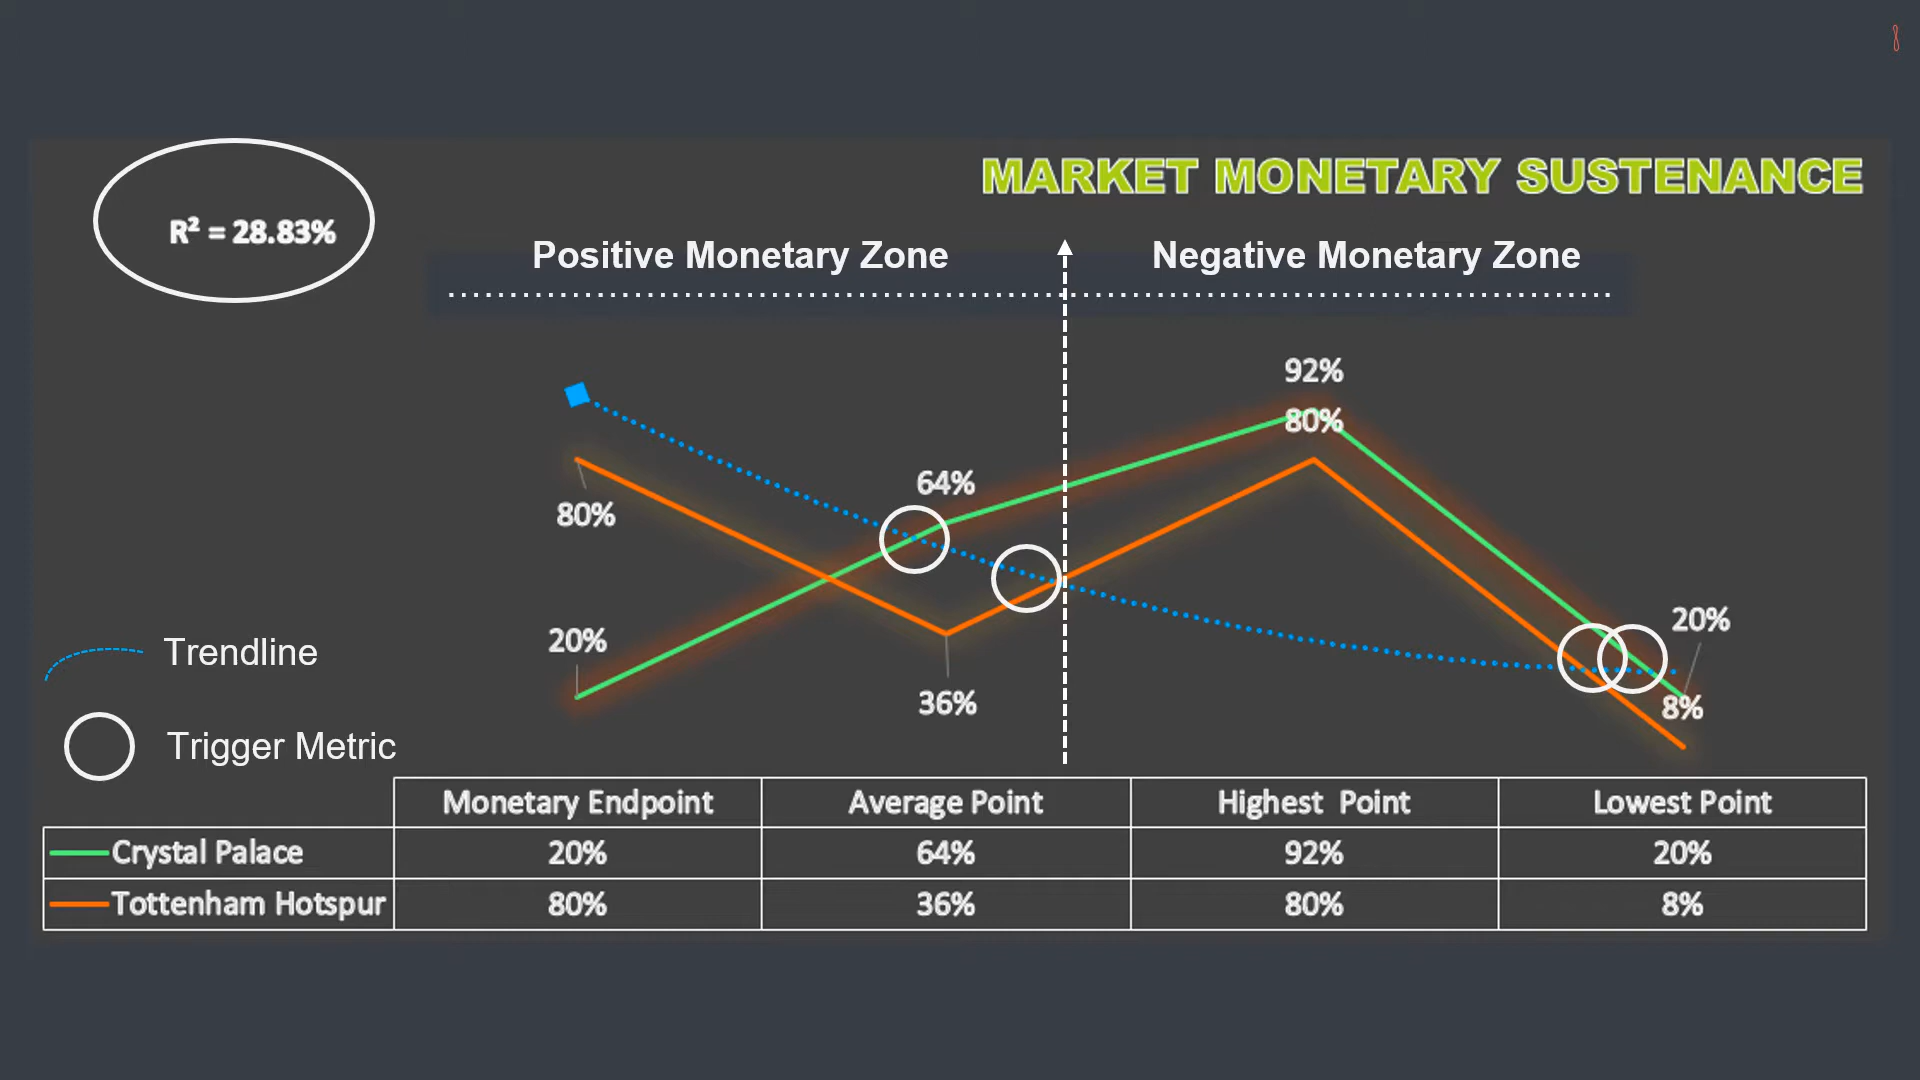 MARKET MONETARY SUSTENANCE
R² = 28.83%
Positive Monetary Zone
Negative Monetary Zone
92%
80%
64%
80%
20%
36%
20%
8%
Trendline
Trigger Metric
Monetary Endpoint Average Point Highest Point Lowest Point
Crystal Palace 20% 64% 92% 20%
Tottenham Hotspur 80% 36% 80% 8%